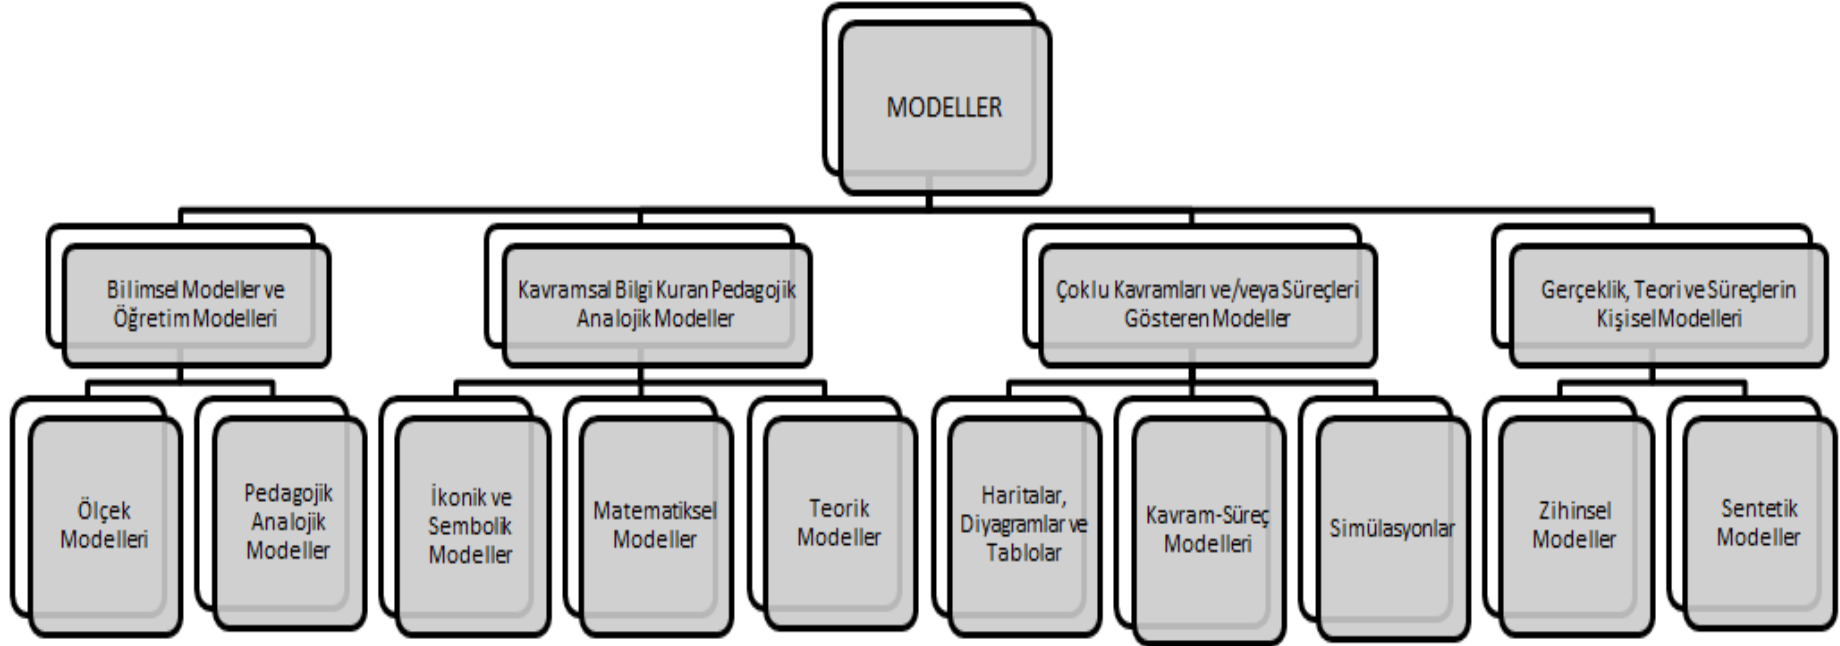 MODELLER
Bilimsel Modeller ve
Öğretim Modelleri
Kavramsal Bilgi Kuran Pedagojik
Analojik Modeller
Çoklu Kavramları ve/veya Süreçleri
Gösteren Modeller
Gerçeklik, Teori ve Süreçlerin
Kişisel Modelleri
Ölçek
Modelleri
Pedagojik
Analojik
Modeller
İkonik ve
Sembolik
Modeller
Matematiksel
Modeller
Teorik
Modeller
Haritalar,
Diyagramlar ve
Tablolar
Kavram-Süreç
Modelleri
Simülasyonlar
Zihinsel
Modeller
Sentetik
Modeller